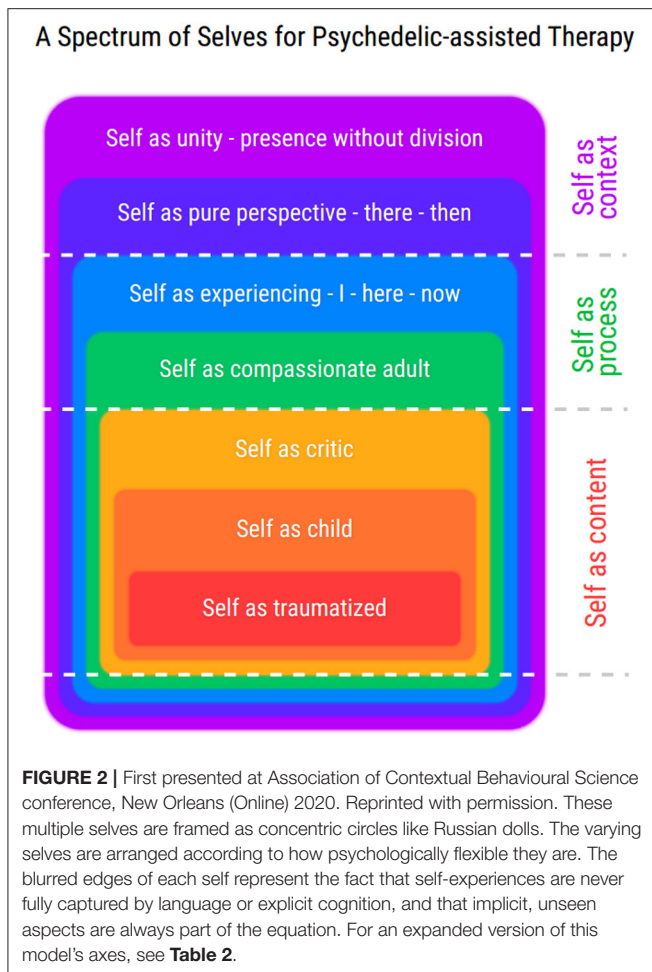 A Spectrum of Selves for Psychedelic-assisted Therapy
Self as unity - presence without division
Self as pure perspective - there - then
Self as context
Self as experiencing - I - here - now
Self as compassionate adult
Self as process
Self as critic
Self as child
Self as traumatized
Self as content
FIGURE 2 | First presented at Association of Contextual Behavioural Science
conference, New Orleans (Online) 2020. Reprinted with permission. These
multiple selves are framed as concentric circles like Russian dolls. The varying
selves are arranged according to how psychologically flexible they are. The
blurred edges of each self represent the fact that self-experiences are never
fully captured by language or explicit cognition, and that implicit, unseen
aspects are always part of the equation. For an expanded version of this
model's axes, see Table 2.